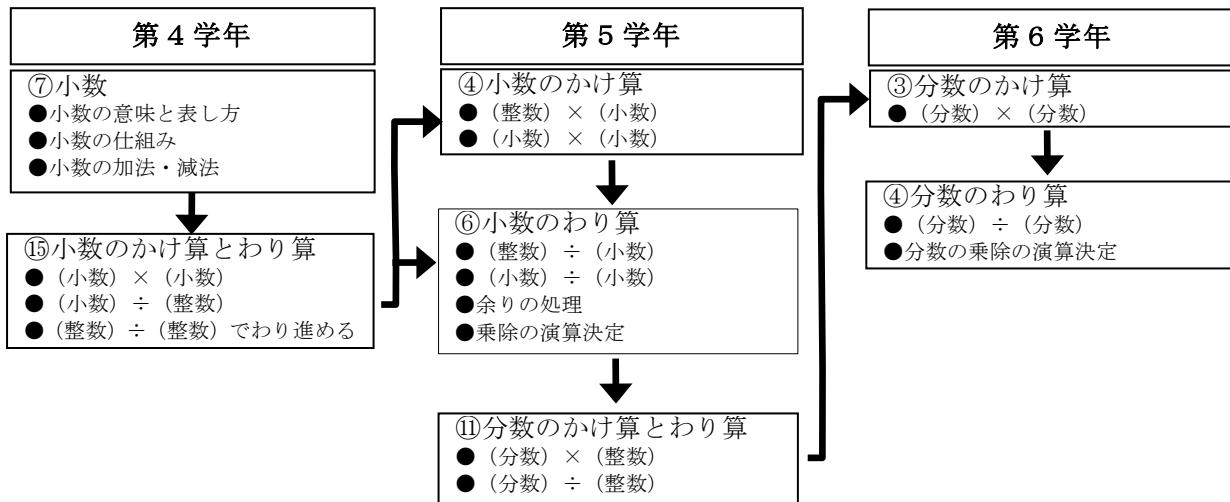 第４学年
⑦小数
●小数の意味と表し方
●小数の仕組み
●小数の加法・減法
⑮小数のかけ算とわり算
●（小数）×（小数）
●（小数）÷（整数）
●（整数）÷（整数）でわり進める
第５学年
④小数のかけ算
●（整数）×（小数）
●（小数）×（小数）
⑥小数のわり算
●（整数）÷（小数）
●（小数）÷（小数）
●余りの処理
●乗除の演算決定
⑪分数のかけ算とわり算
●（分数）×（整数）
●（分数）÷（整数）
第６学年
③分数のかけ算
●（分数）×（分数）
④分数のわり算
●（分数）÷（分数）
●分数の乗除の演算決定